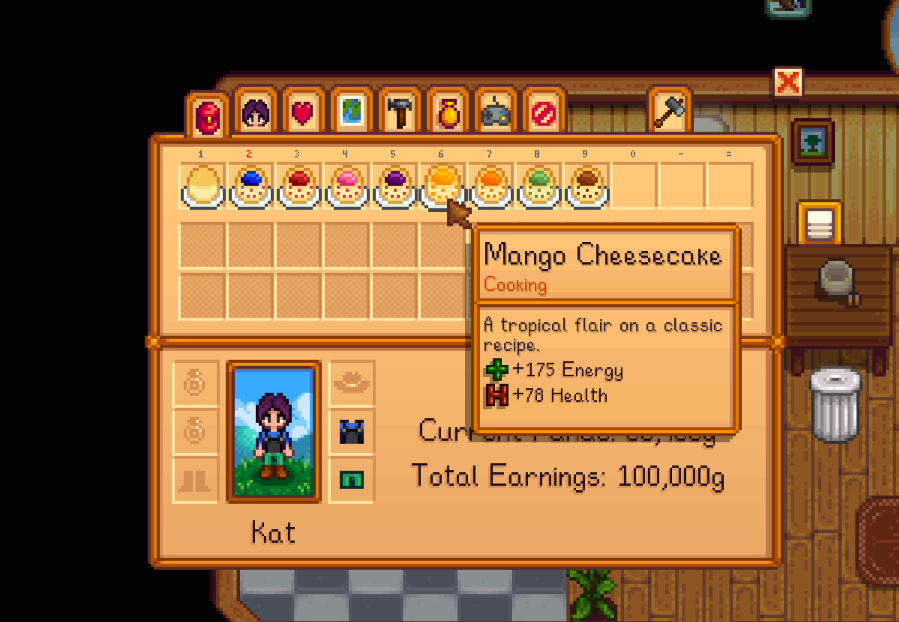 1 2 3 4 5 6 7 8 9 0 - =
Mango Cheesecake
Cooking
A tropical flair on a classic
recipe.
+175 Energy
+78 Health
Total Earnings: 100,000g
Kat